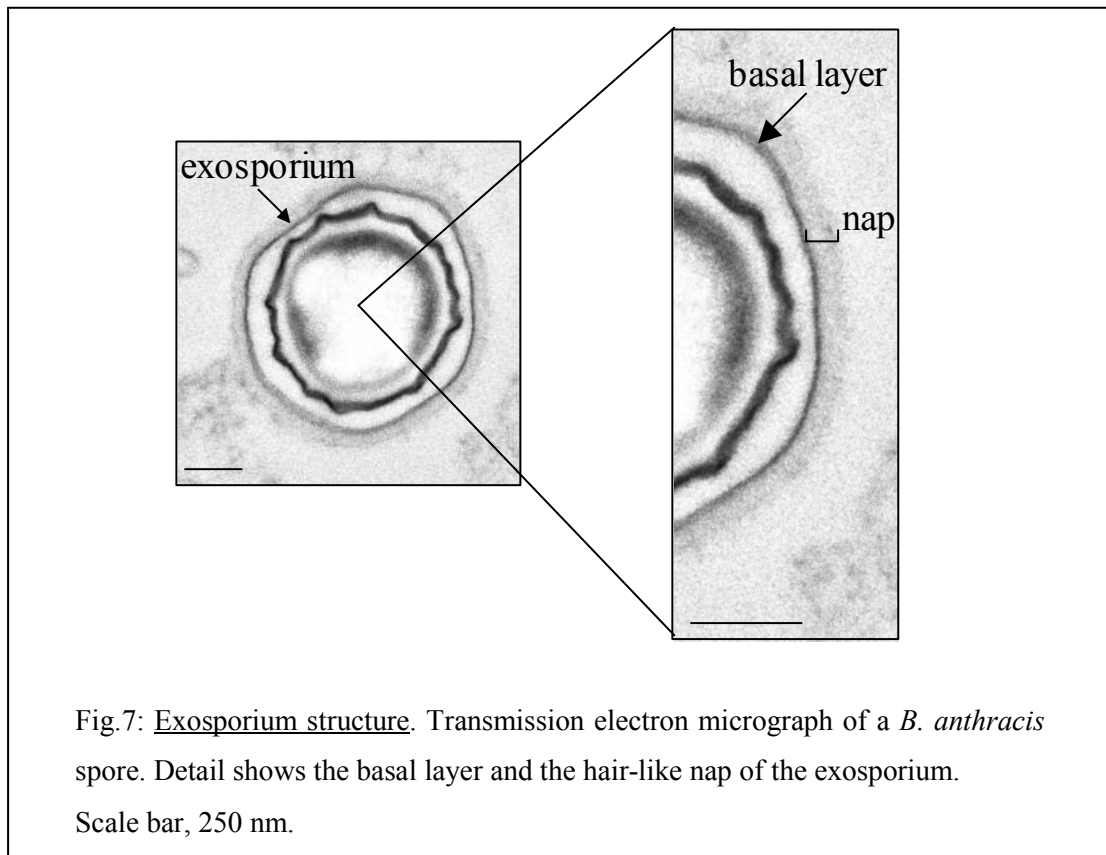 basal layer
exosporium
nap
Fig.7: Exosporium structure. Transmission electron micrograph of a B. anthracis
spore. Detail shows the basal layer and the hair-like nap of the exosporium.
Scale bar, 250 nm.